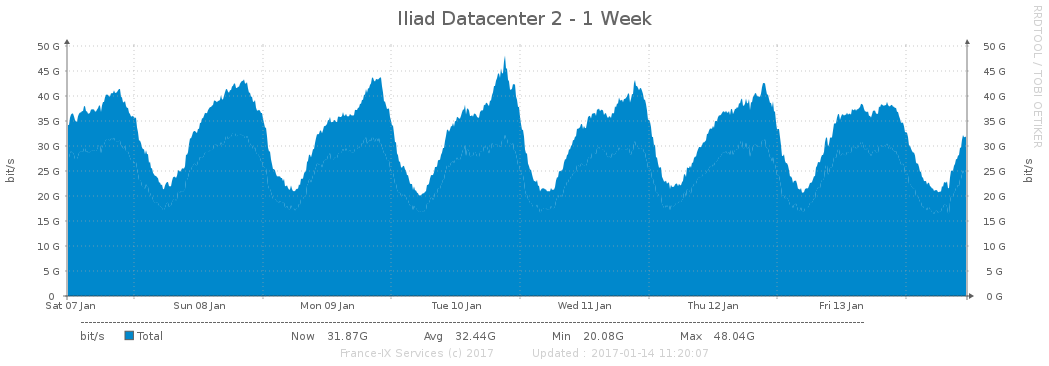 Iliad Datacenter 2 - 1 Week
RRDTOOL / TOBI OETIKER
50 G 50 G
45 G 45 G
40 G 40 G
35 G 35 G
30 G 30 G
25 G 25 G
20 G 20 G
15 G 15 G
10 G 10 G
5 G 5 G
0 0 G
bit/s
bit/s
Sat 07 Jan Sun 08 Jan Mon 09 Jan Tue 10 Jan Wed 11 Jan Thu 12 Jan Fri 13 Jan
bit/s Total Now 31.87G Avg 32.44G Min 20.08G Max 48.04G
France-IX Services (c) 2017 Updated : 2017-01-14 11:20:07